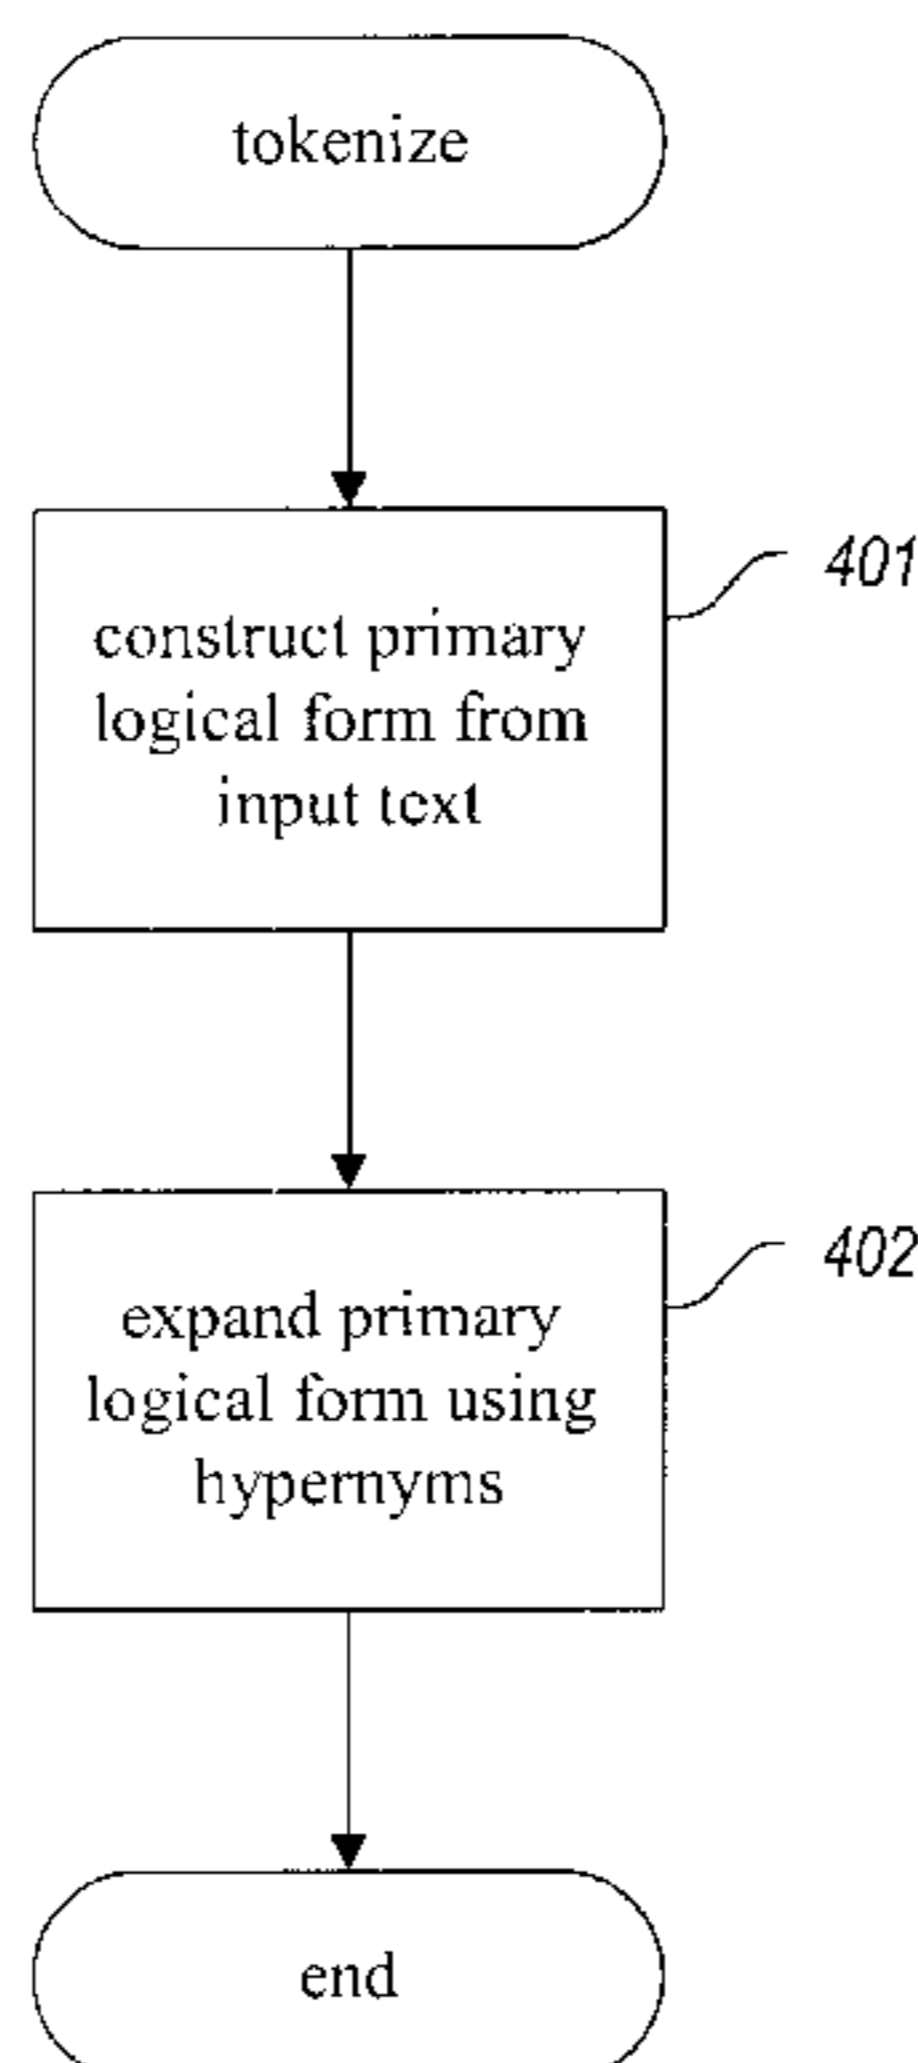 tokenize
401
construct primary
logical form from
input text
402
expand primary
logical form using
hypernyms
end